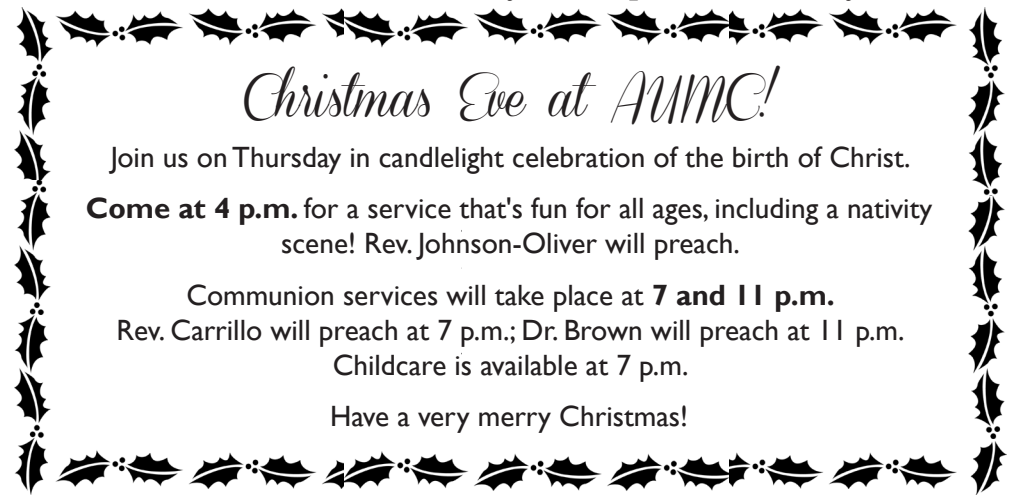 Christmas Eve at AUMC!
Join us on Thursday in candlelight celebration of the birth of Christ.
Come at 4 p.m. for a service that's fun for all ages, including a nativity
scene! Rev. Johnson-Oliver will preach.
Communion services will take place at 7 and 11 p.m.
Rev. Carrillo will preach at 7 p.m.; Dr. Brown will preach at 11 p.m.
Childcare is available at 7 p.m.
Have a very merry Christmas!